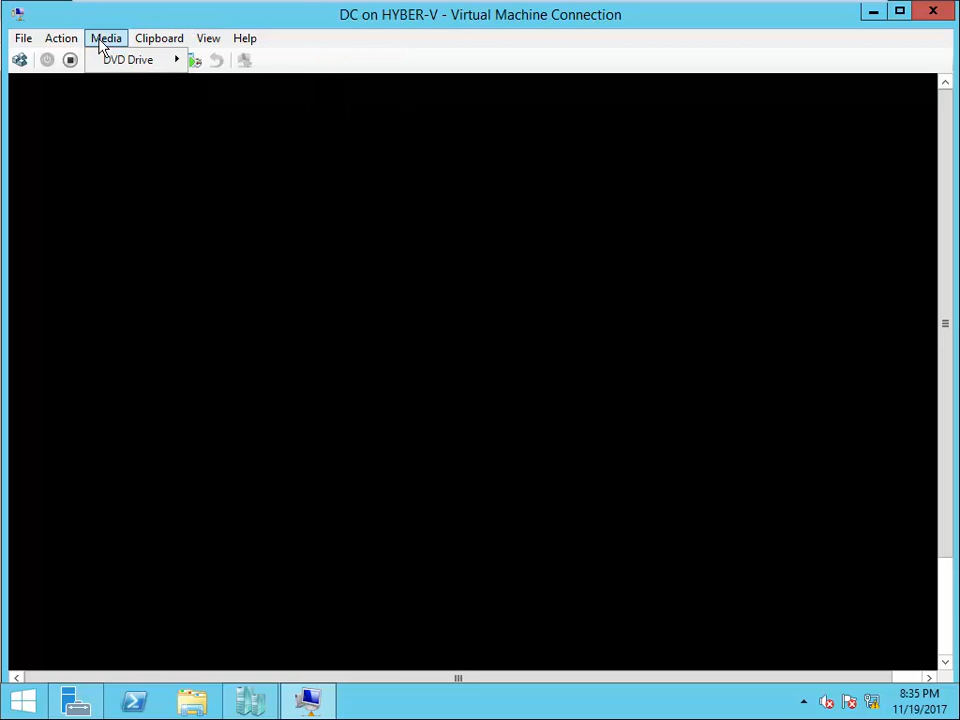 DC on HYBER-V - Virtual Machine Connection
File Action Media Clipboard View Help
DVD Drive
8:35 PM
11/19/2017